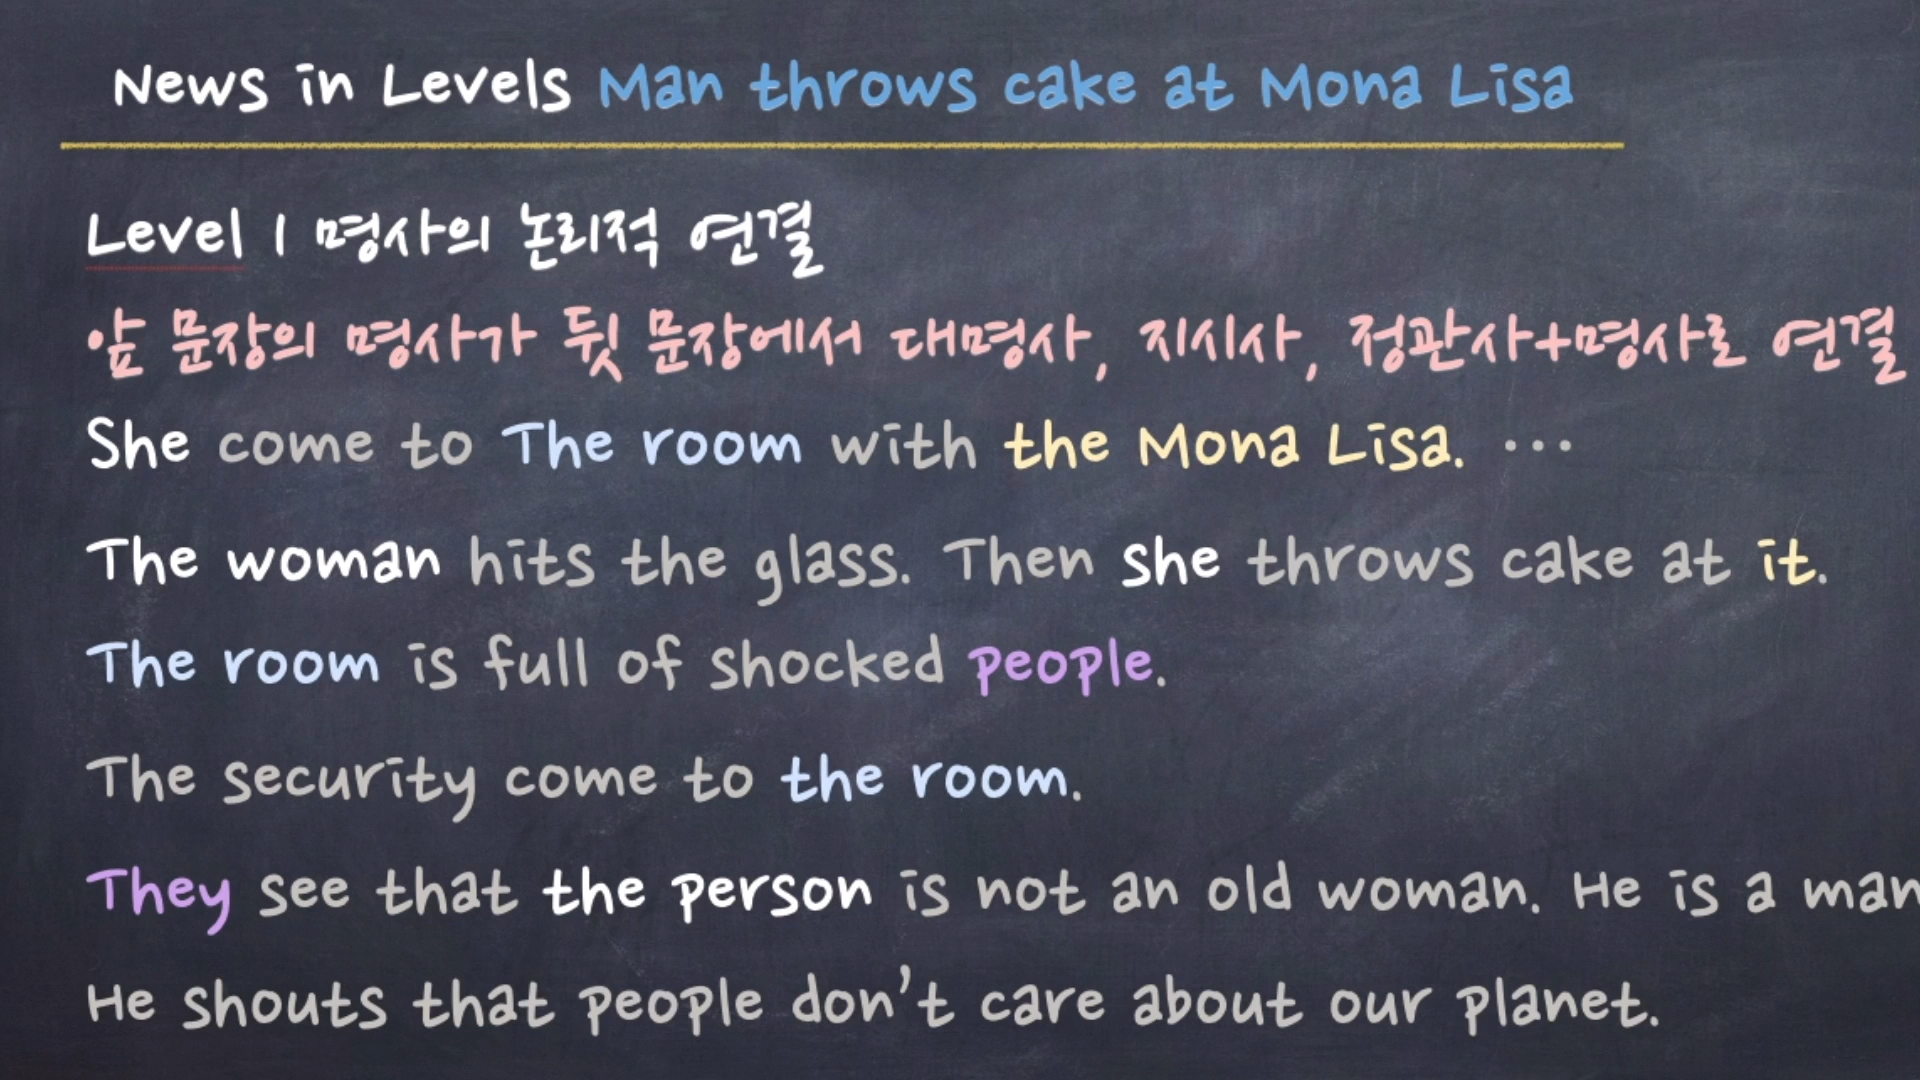 News in Levels Man throws cake at Mona Lisa
Level 1 명사의 논리적 연결
앞 문장의 명사가 뒷 문장에서 대명사, 지시사, 정관사+명사로 연결
She come to The room with the Mona Lisa. ...
The woman hits the glass. Then she throws cake at it.
The room is full of shocked people.
The security come to the room.
They see that the person is not an old woman. He is a man
He shouts that people don't care about our planet.